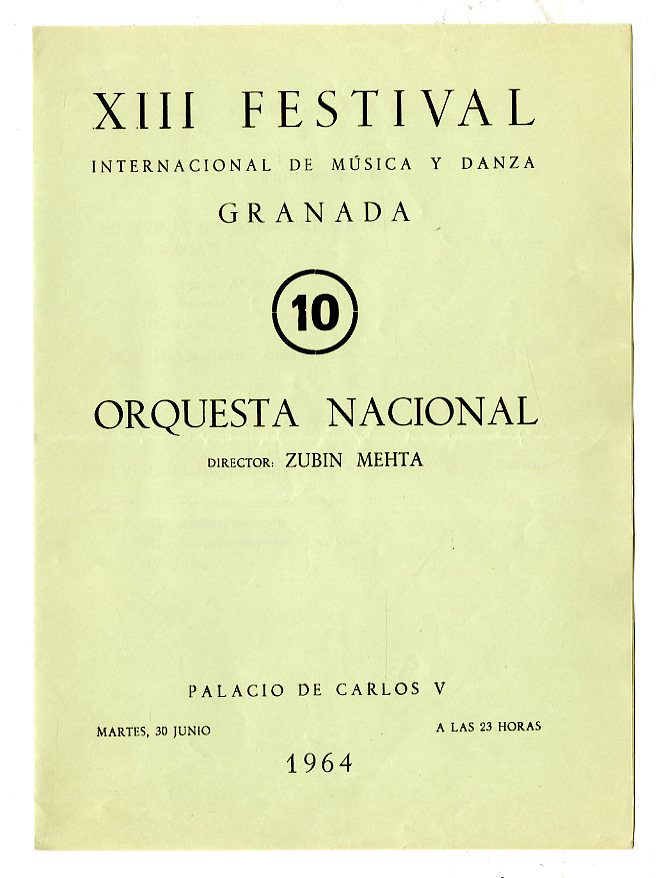 XIII FESTIVAL
INTERNACIONAL DE MÚSICA Y DANZA
GRANADA
10
ORQUESTA NACIONAL
DIRECTOR: ZUBIN MEHTA
PALACIO DE CARLOS V
MARTES, 30 JUNIO
A LAS 23 HORAS
1964